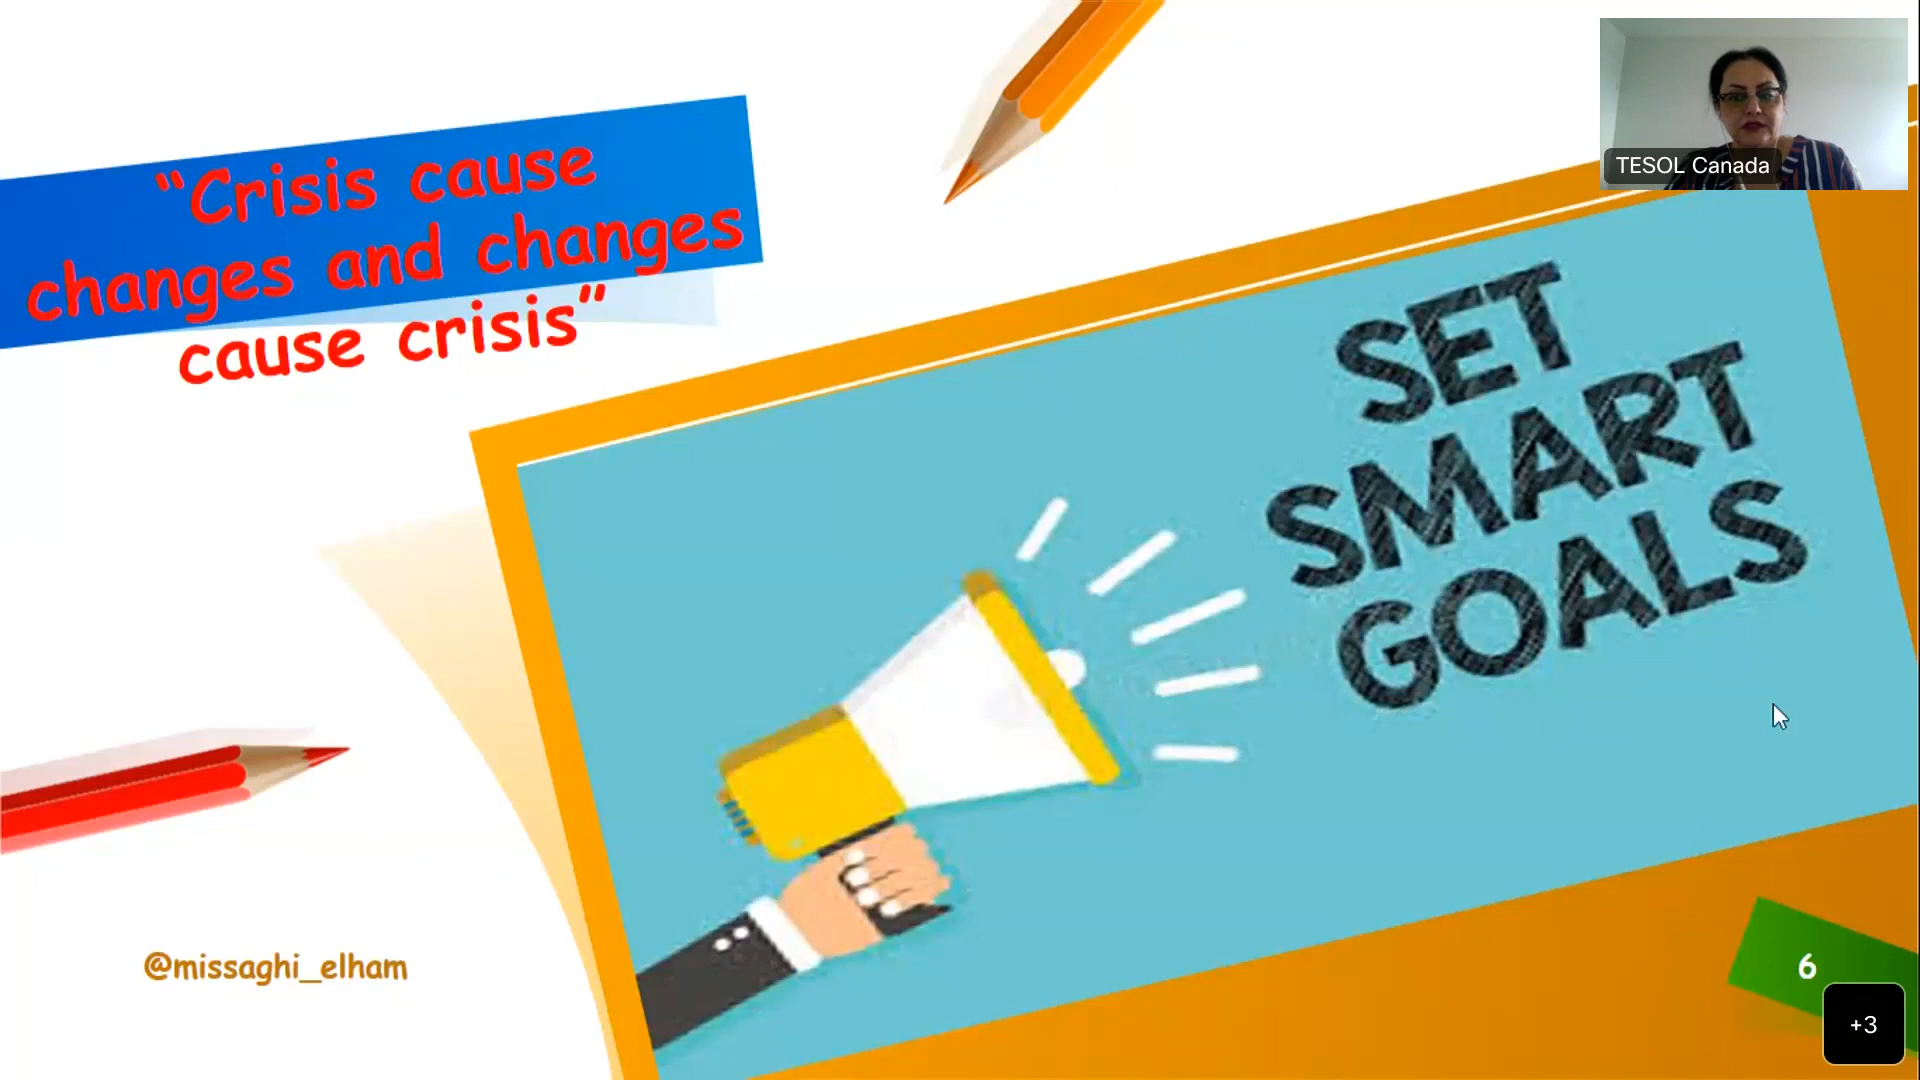 “Crisis cause
changes and changes
cause crisis”
TESOL Canada
SET
SMART
GOALS
@missaghi_elham
6
+3